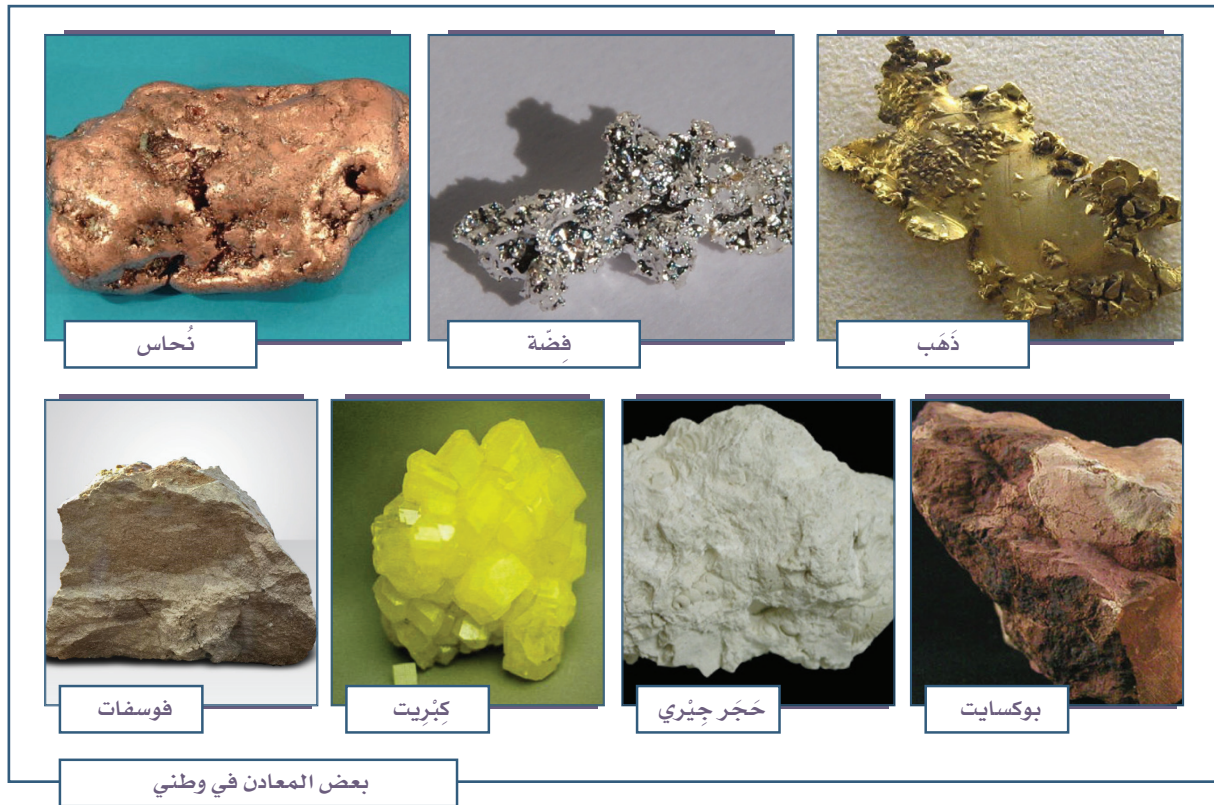 ذَهَب
فِضّة
نُحاس
بوكسايت
حَجَر جِيْري
كِبْرِيت
فوسفات
بعض المعادن في وطني